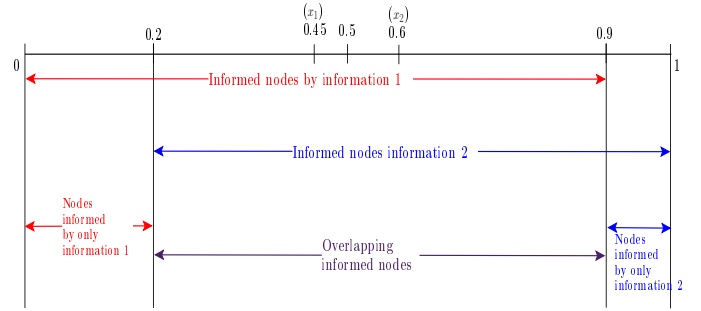 (x₁)
(x₂)
0.2
0.45
0.5
0.6
0.9
0
1
Informed nodes by information 1
Informed nodes information 2
Nodes
informed
by only
information 1
Overlapping
informed nodes
Nodes
informed
by only
information 2